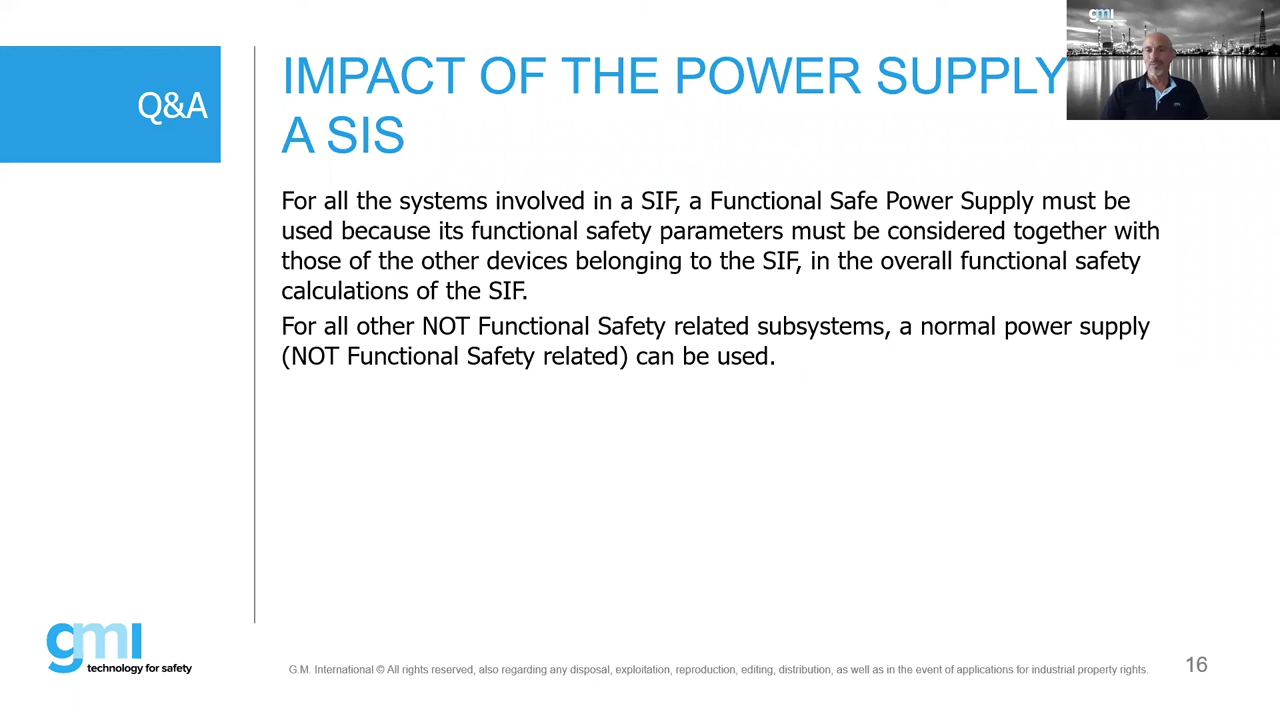 gmi
Q&A
IMPACT OF THE POWER SUPPLY
A SIS
For all the systems involved in a SIF, a Functional Safe Power Supply must be
used because its functional safety parameters must be considered together with
those of the other devices belonging to the SIF, in the overall functional safety
calculations of the SIF.
For all other NOT Functional Safety related subsystems, a normal power supply
(NOT Functional Safety related) can be used.
gmi
technology for safety
G.M. International © All rights reserved, also regarding any disposal, exploitation, reproduction, editing, distribution, as well as in the event of applications for industrial property rights.
16